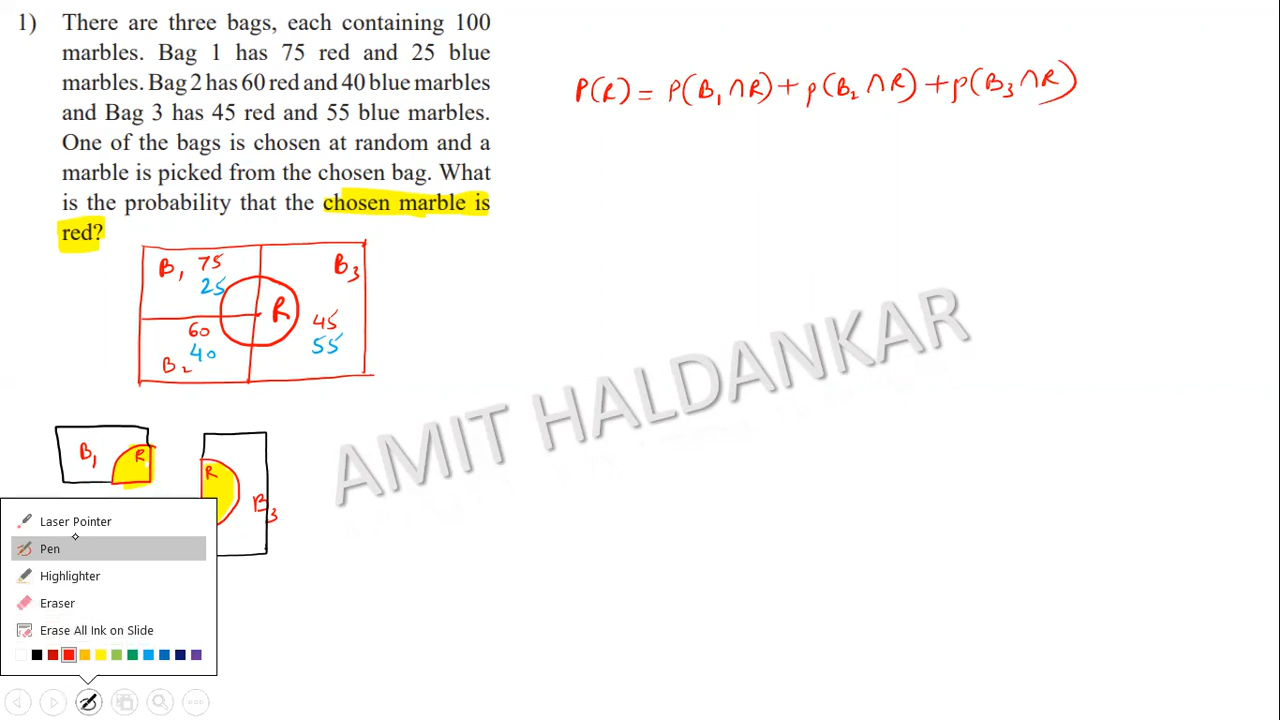 1) There are three bags, each containing 100
marbles. Bag 1 has 75 red and 25 blue
marbles. Bag 2 has 60 red and 40 blue marbles
and Bag 3 has 45 red and 55 blue marbles.
One of the bags is chosen at random and a
marble is picked from the chosen bag. What
is the probability that the chosen marble is
red?
P(R) = P(B₁∩R) + P(B₂∩R) + P(B₃∩R)
B₁ 75
25
B₃
R
60
40
B₂
45
55
AMIT HALDANKAR
B₁ R
R
B₃
Laser Pointer
Pen
Highlighter
Eraser
Erase All Ink on Slide